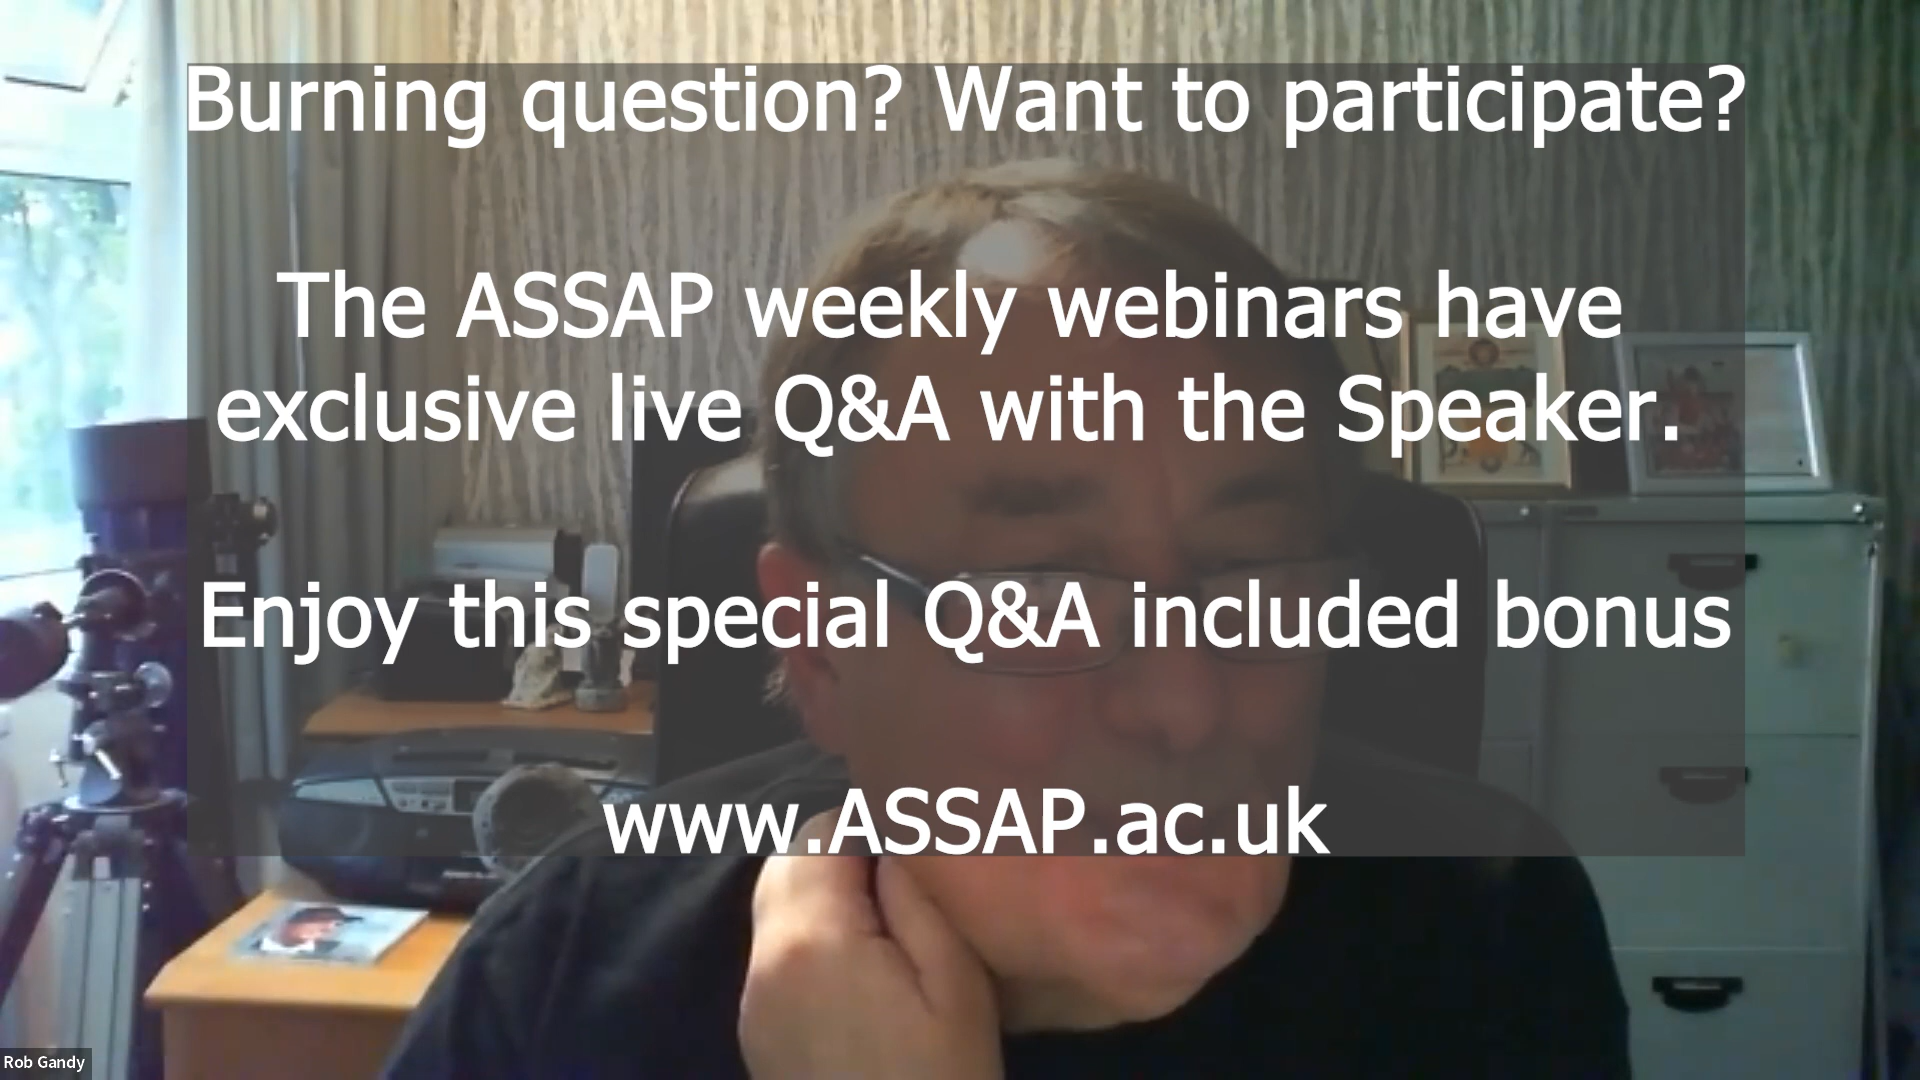 Burning question? Want to participate?
The ASSAP weekly webinars have
exclusive live Q&A with the Speaker.
Enjoy this special Q&A included bonus
www.ASSAP.ac.uk
Rob Gandy